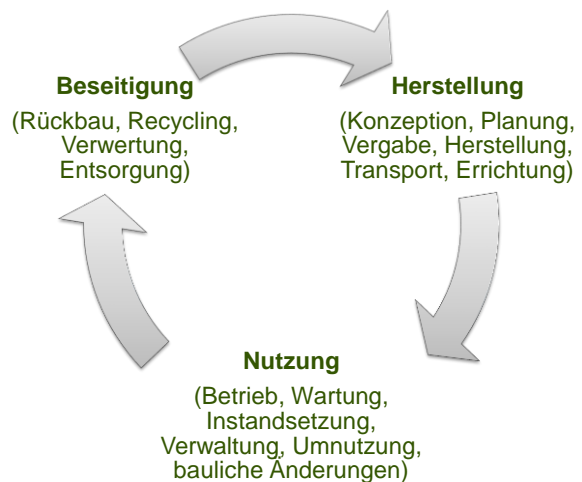 Beseitigung
(Rückbau, Recycling,
Verwertung,
Entsorgung)
Herstellung
(Konzeption, Planung,
Vergabe, Herstellung,
Transport, Errichtung)
Nutzung
(Betrieb, Wartung,
Instandsetzung,
Verwaltung, Umnutzung,
bauliche Änderungen)